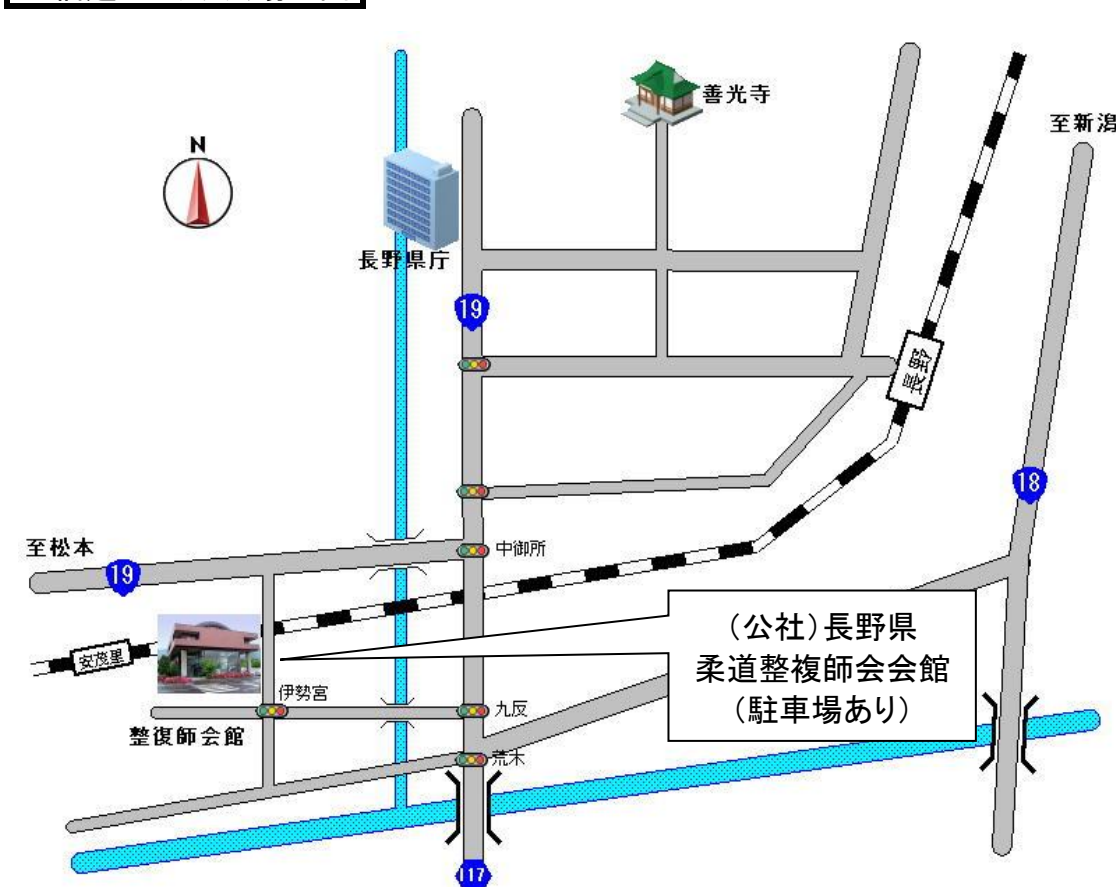 N
善光寺
至新潟
長野県庁
19
長野
18
至松本
19
中御所
安茂里
(公社)長野県
柔道整複師会会館
(駐車場あり)
伊勢宮
九反
整復師会館
荒木
117